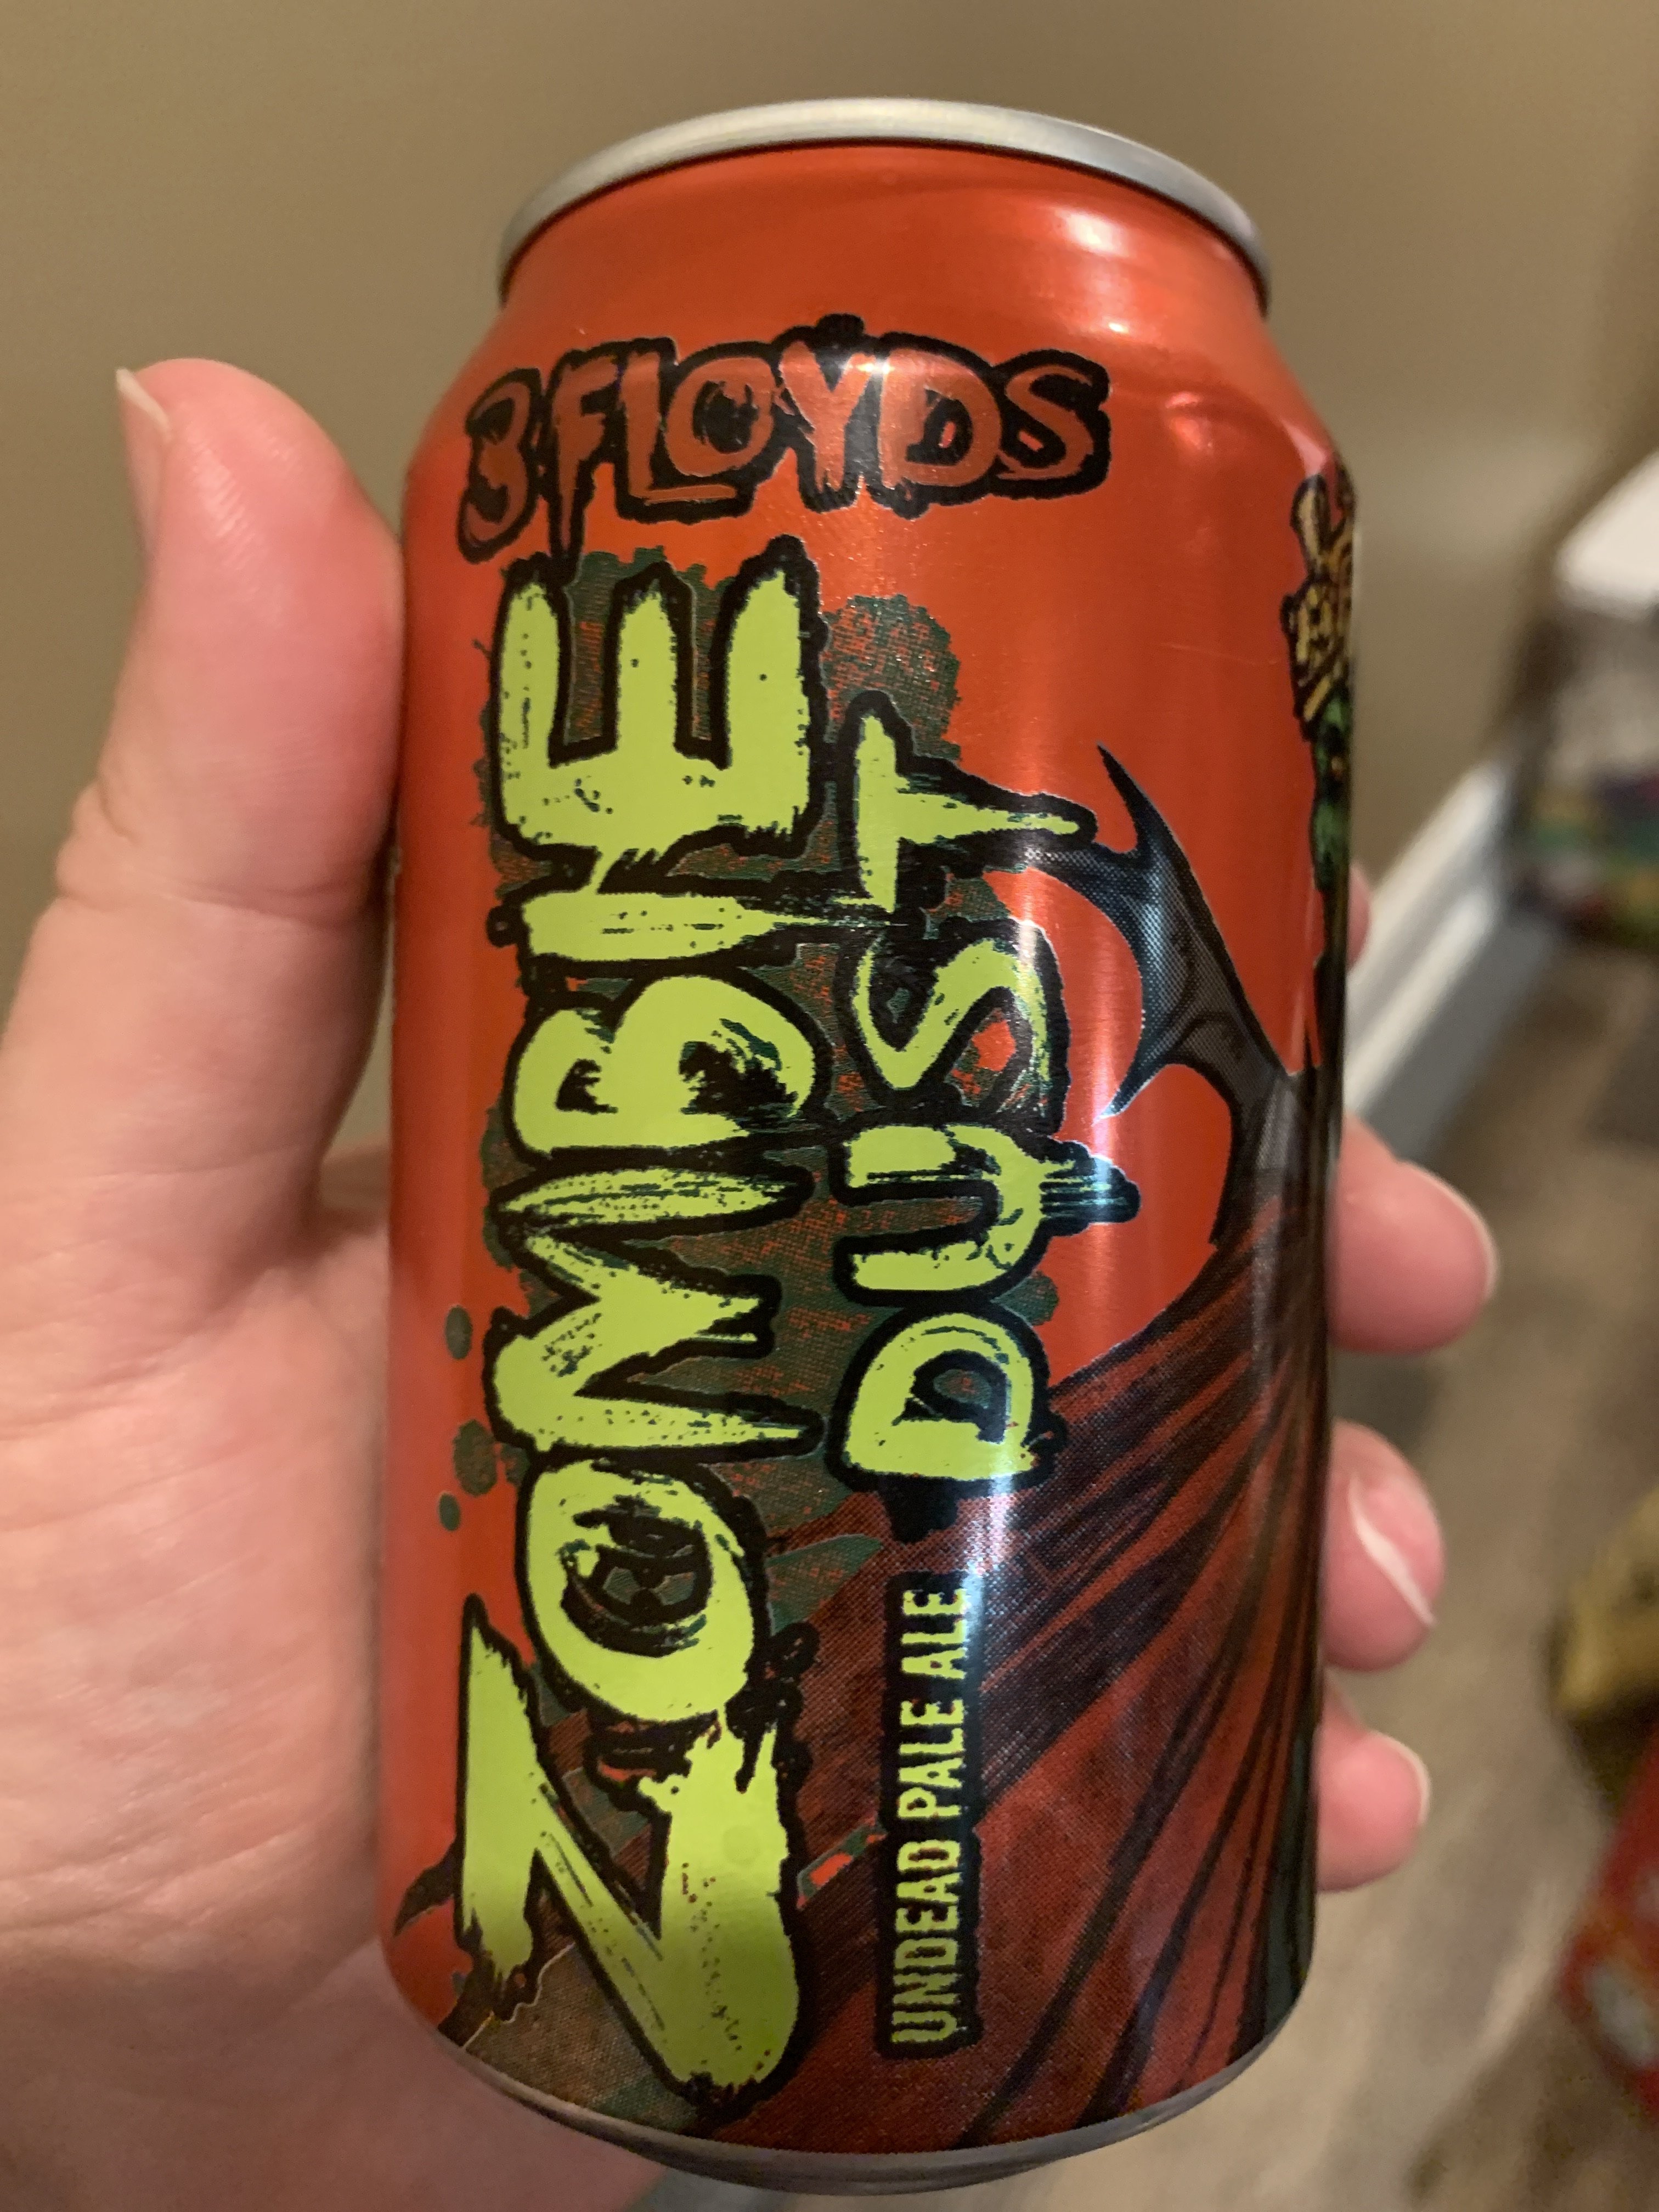 3 FLOYDS
ZOMBIE
DUST
UNDEAD PALE ALE